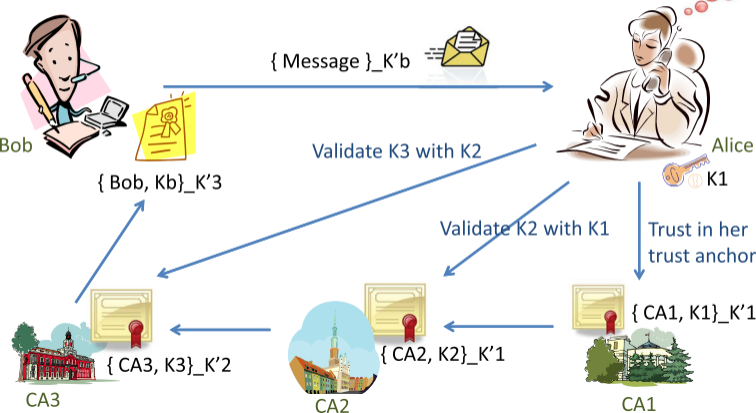 { Message }_K’b
Bob
Alice
Validate K3 with K2
{ Bob, Kb}_K’3
K1
Validate K2 with K1
Trust in her
trust anchor
{ CA1, K1}_K’1
{ CA3, K3}_K’2
{ CA2, K2}_K’1
CA3
CA2
CA1